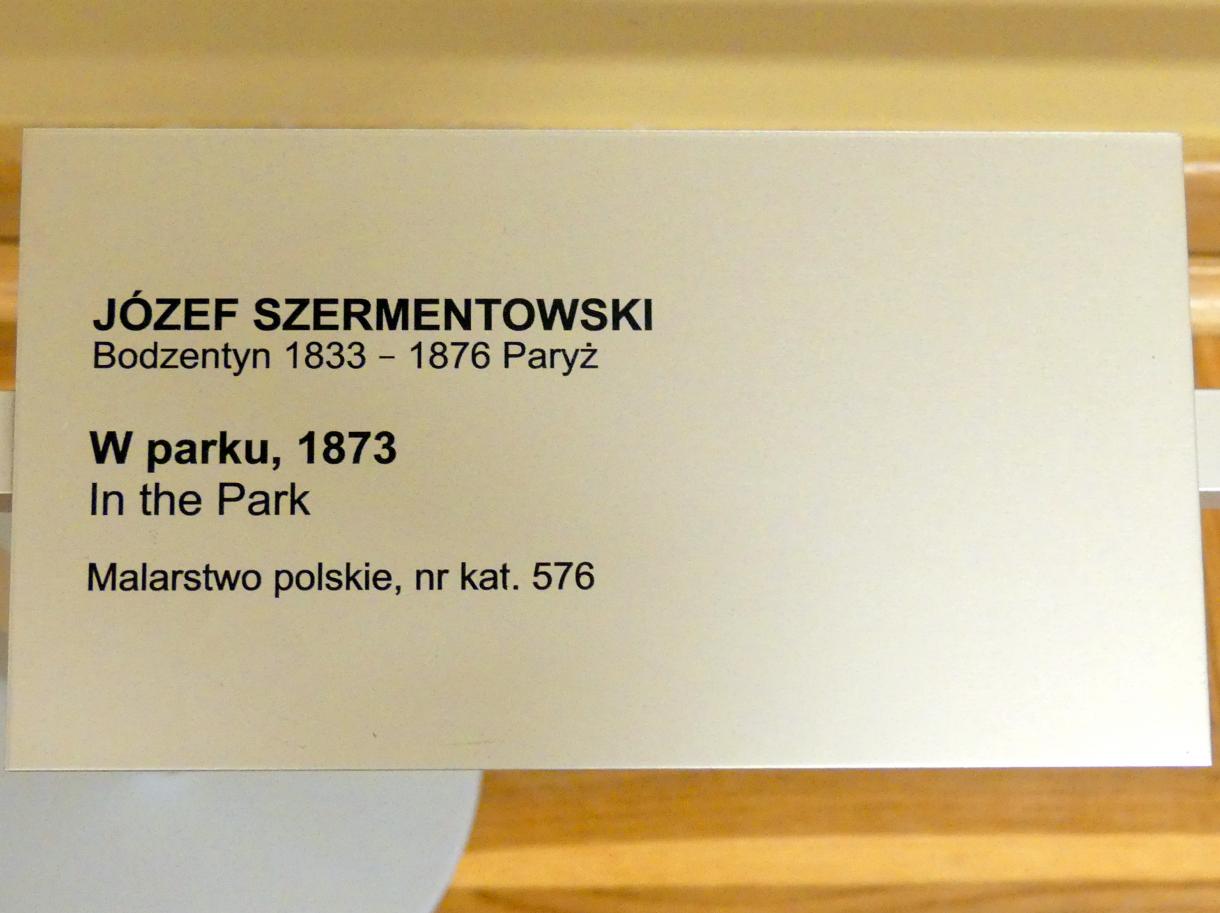 JÓZEF SZERMENTOWSKI
Bodzentyn 1833 – 1876 Paryż
W parku, 1873
In the Park
Malarstwo polskie, nr kat. 576